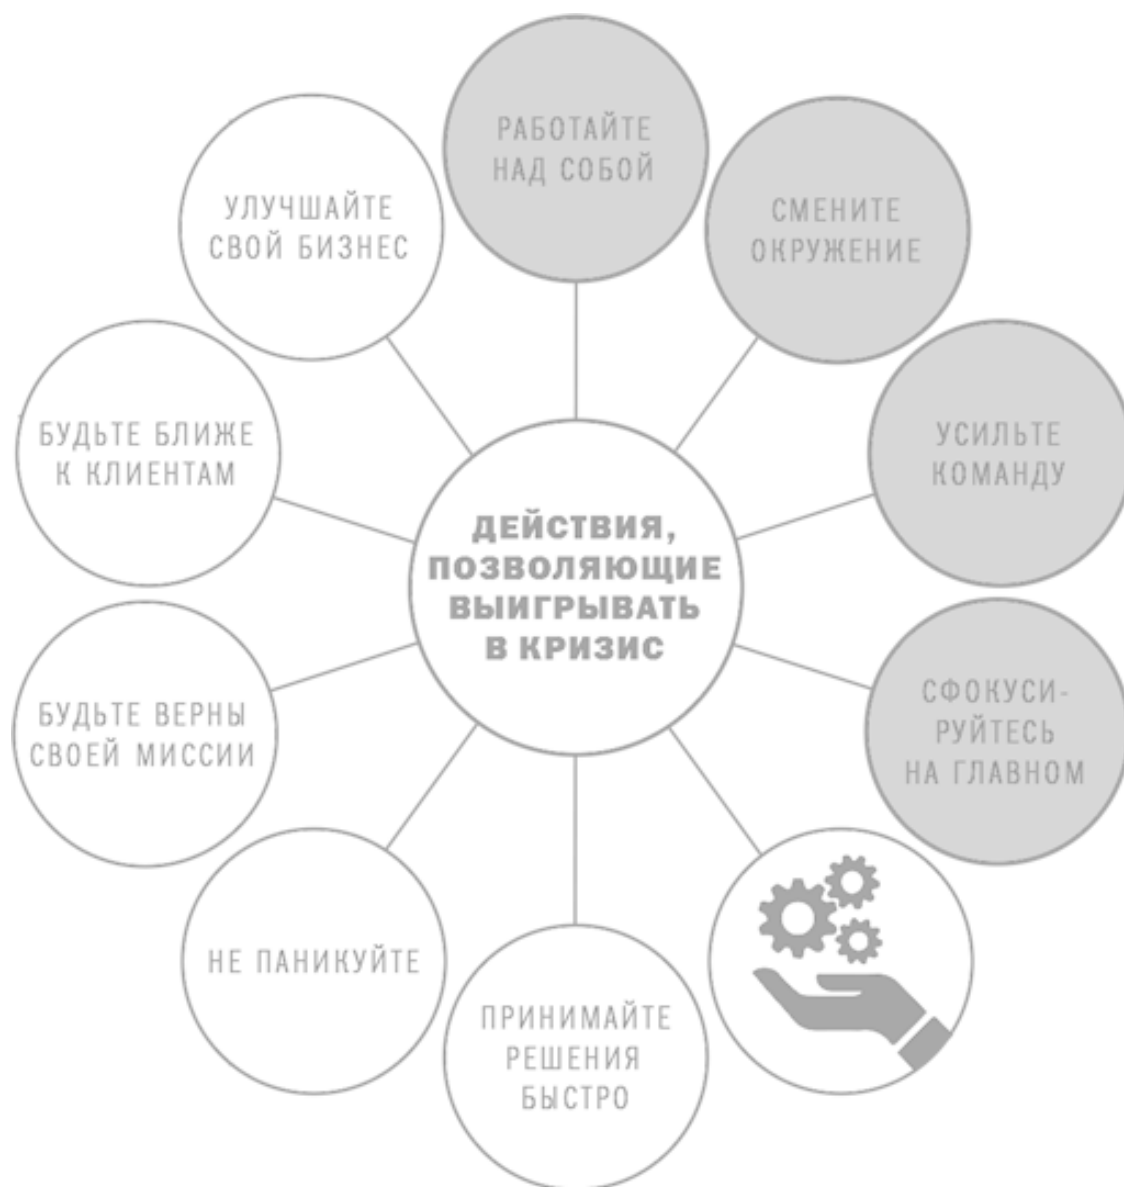 РАБОТАЙТЕ
НАД СОБОЙ
СМЕНИТЕ
ОКРУЖЕНИЕ
УСИЛЬТЕ
КОМАНДУ
СФОКУСИ-
РУЙТЕСЬ
НА ГЛАВНОМ
ПРИНИМАЙТЕ
РЕШЕНИЯ
БЫСТРО
НЕ ПАНИКУЙТЕ
БУДЬТЕ ВЕРНЫ
СВОЕЙ МИССИИ
БУДЬТЕ БЛИЖЕ
К КЛИЕНТАМ
УЛУЧШАЙТЕ
СВОЙ БИЗНЕС
ДЕЙСТВИЯ,
ПОЗВОЛЯЮЩИЕ
ВЫИГРЫВАТЬ
В КРИЗИС